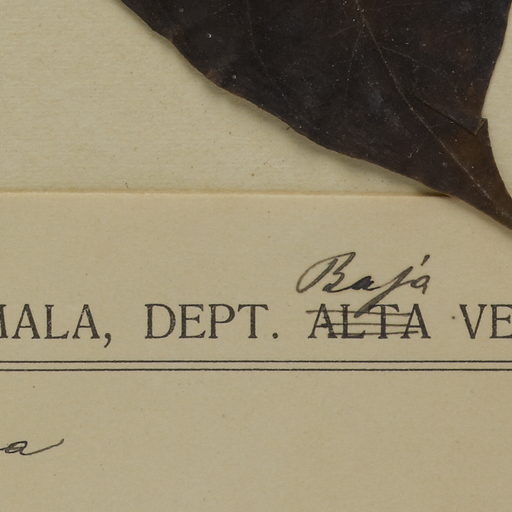 Bajá
MALA, DEPT. ALTA VE
a